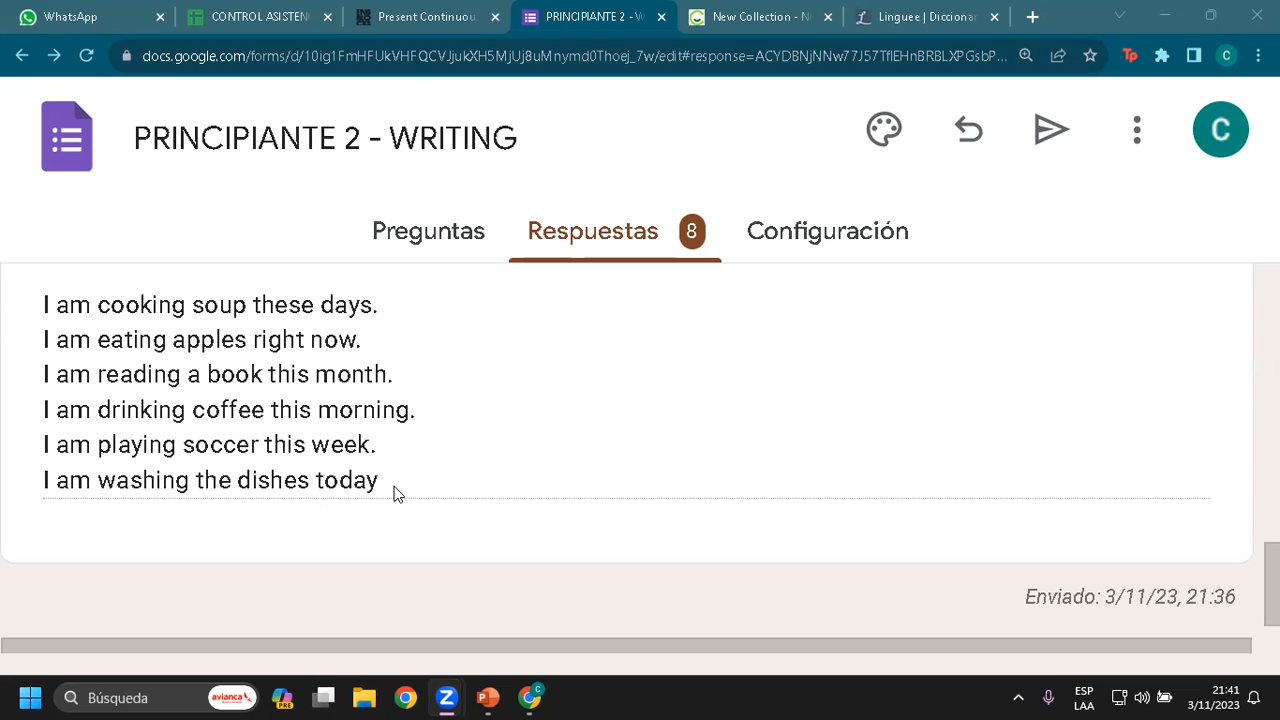 WhatsApp
CONTROL ASISTEN
Present Continuou
PRINCIPIANTE 2 - W
New Collection - N
Linguee | Dicciona
docs.google.com/forms/d/10ig1FmHFUkVHFQCVJjukXH5MjUj8uMnymd0Thoej_7w/edit#response=ACYDBNjNNw77J57TflEHnBRBLXPGsbP...
C
PRINCIPIANTE 2 - WRITING
C
Preguntas
Respuestas 8
Configuración
I am cooking soup these days.
I am eating apples right now.
I am reading a book this month.
I am drinking coffee this morning.
I am playing soccer this week.
I am washing the dishes today
Enviado: 3/11/23, 21:36
Búsqueda
avianca
PRE
ESP
LAA
21:41
3/11/2023